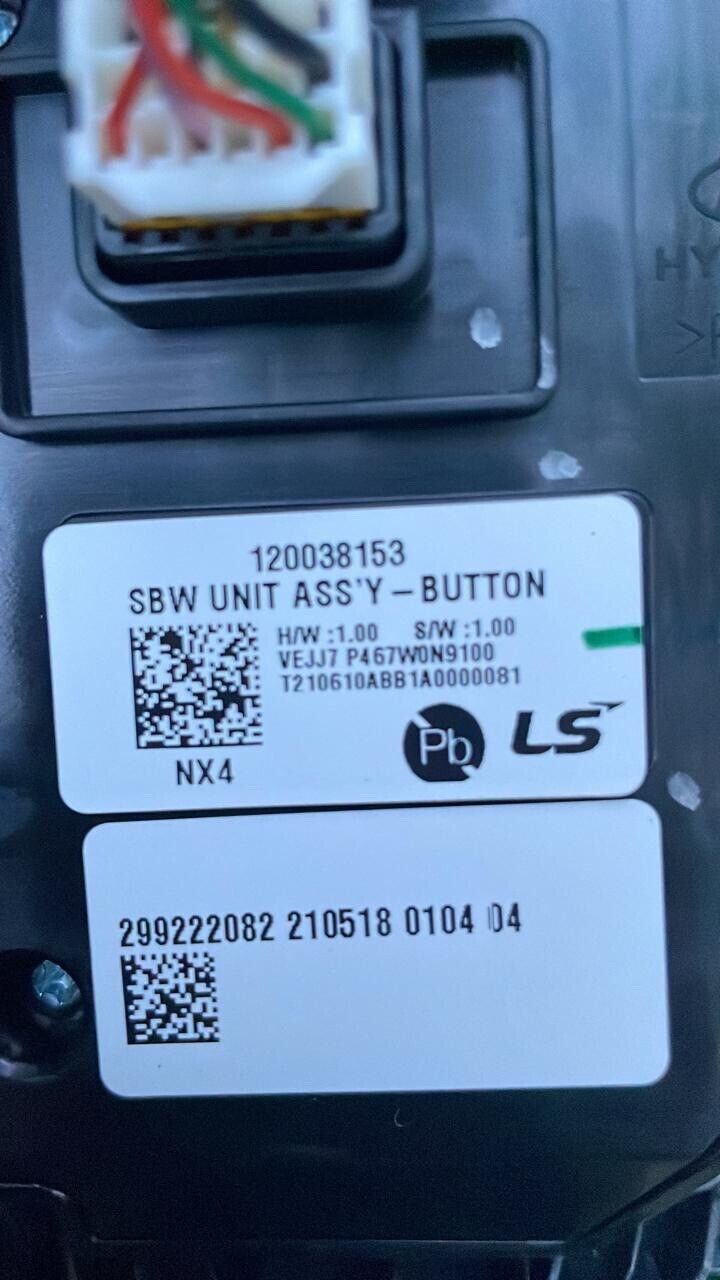 HY
120038153
SBW UNIT ASS'Y – BUTTON
H/W :1.00 S/W :1.00
VEJJ7 P467W0N9100
T210610ABB1A0000081
Pb
LS
NX4
299222082 210518 0104 04